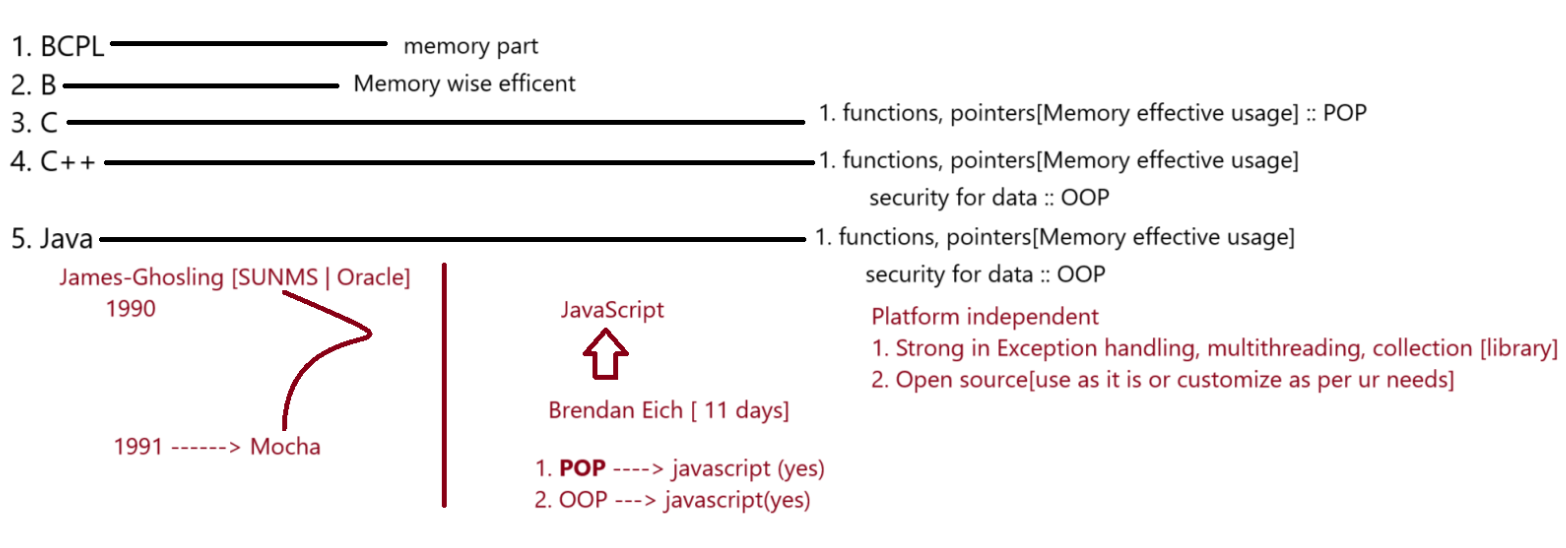 1. BCPL memory part
2. B Memory wise efficent
3. C 1. functions, pointers[Memory effective usage] :: POP
4. C++ 1. functions, pointers[Memory effective usage]
security for data :: OOP
5. Java 1. functions, pointers[Memory effective usage]
security for data :: OOP
James-Ghosling [SUNMS | Oracle]
1990
1991 ------> Mocha
JavaScript
Brendan Eich [ 11 days]
1. POP ----> javascript (yes)
2. OOP ---> javascript(yes)
Platform independent
1. Strong in Exception handling, multithreading, collection [library]
2. Open source[use as it is or customize as per ur needs]